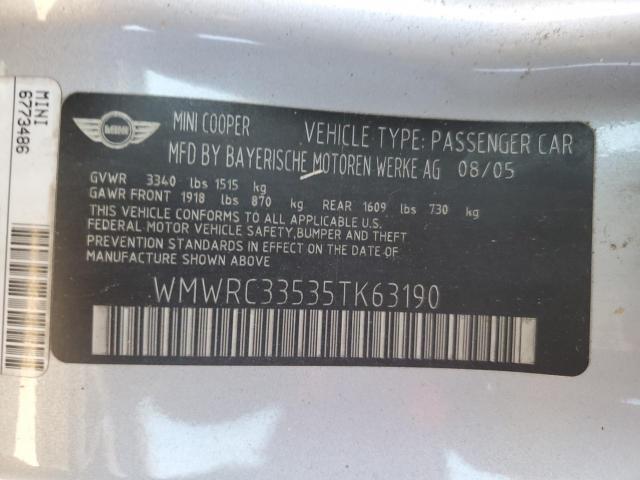 MINI
6773486
MINI
MINI COOPER
VEHICLE TYPE: PASSENGER CAR
MFD BY BAYERISCHE MOTOREN WERKE AG 08/05
GVWR 3340 lbs 1515 kg
GAWR FRONT 1918 lbs 870 kg REAR 1609 lbs 730 kg
THIS VEHICLE CONFORMS TO ALL APPLICABLE U.S.
FEDERAL MOTOR VEHICLE SAFETY,BUMPER AND THEFT
PREVENTION STANDARDS IN EFFECT ON THE DATE OF
MANUFACTURE SHOWN ABOVE.
WMWRC33535TK63190